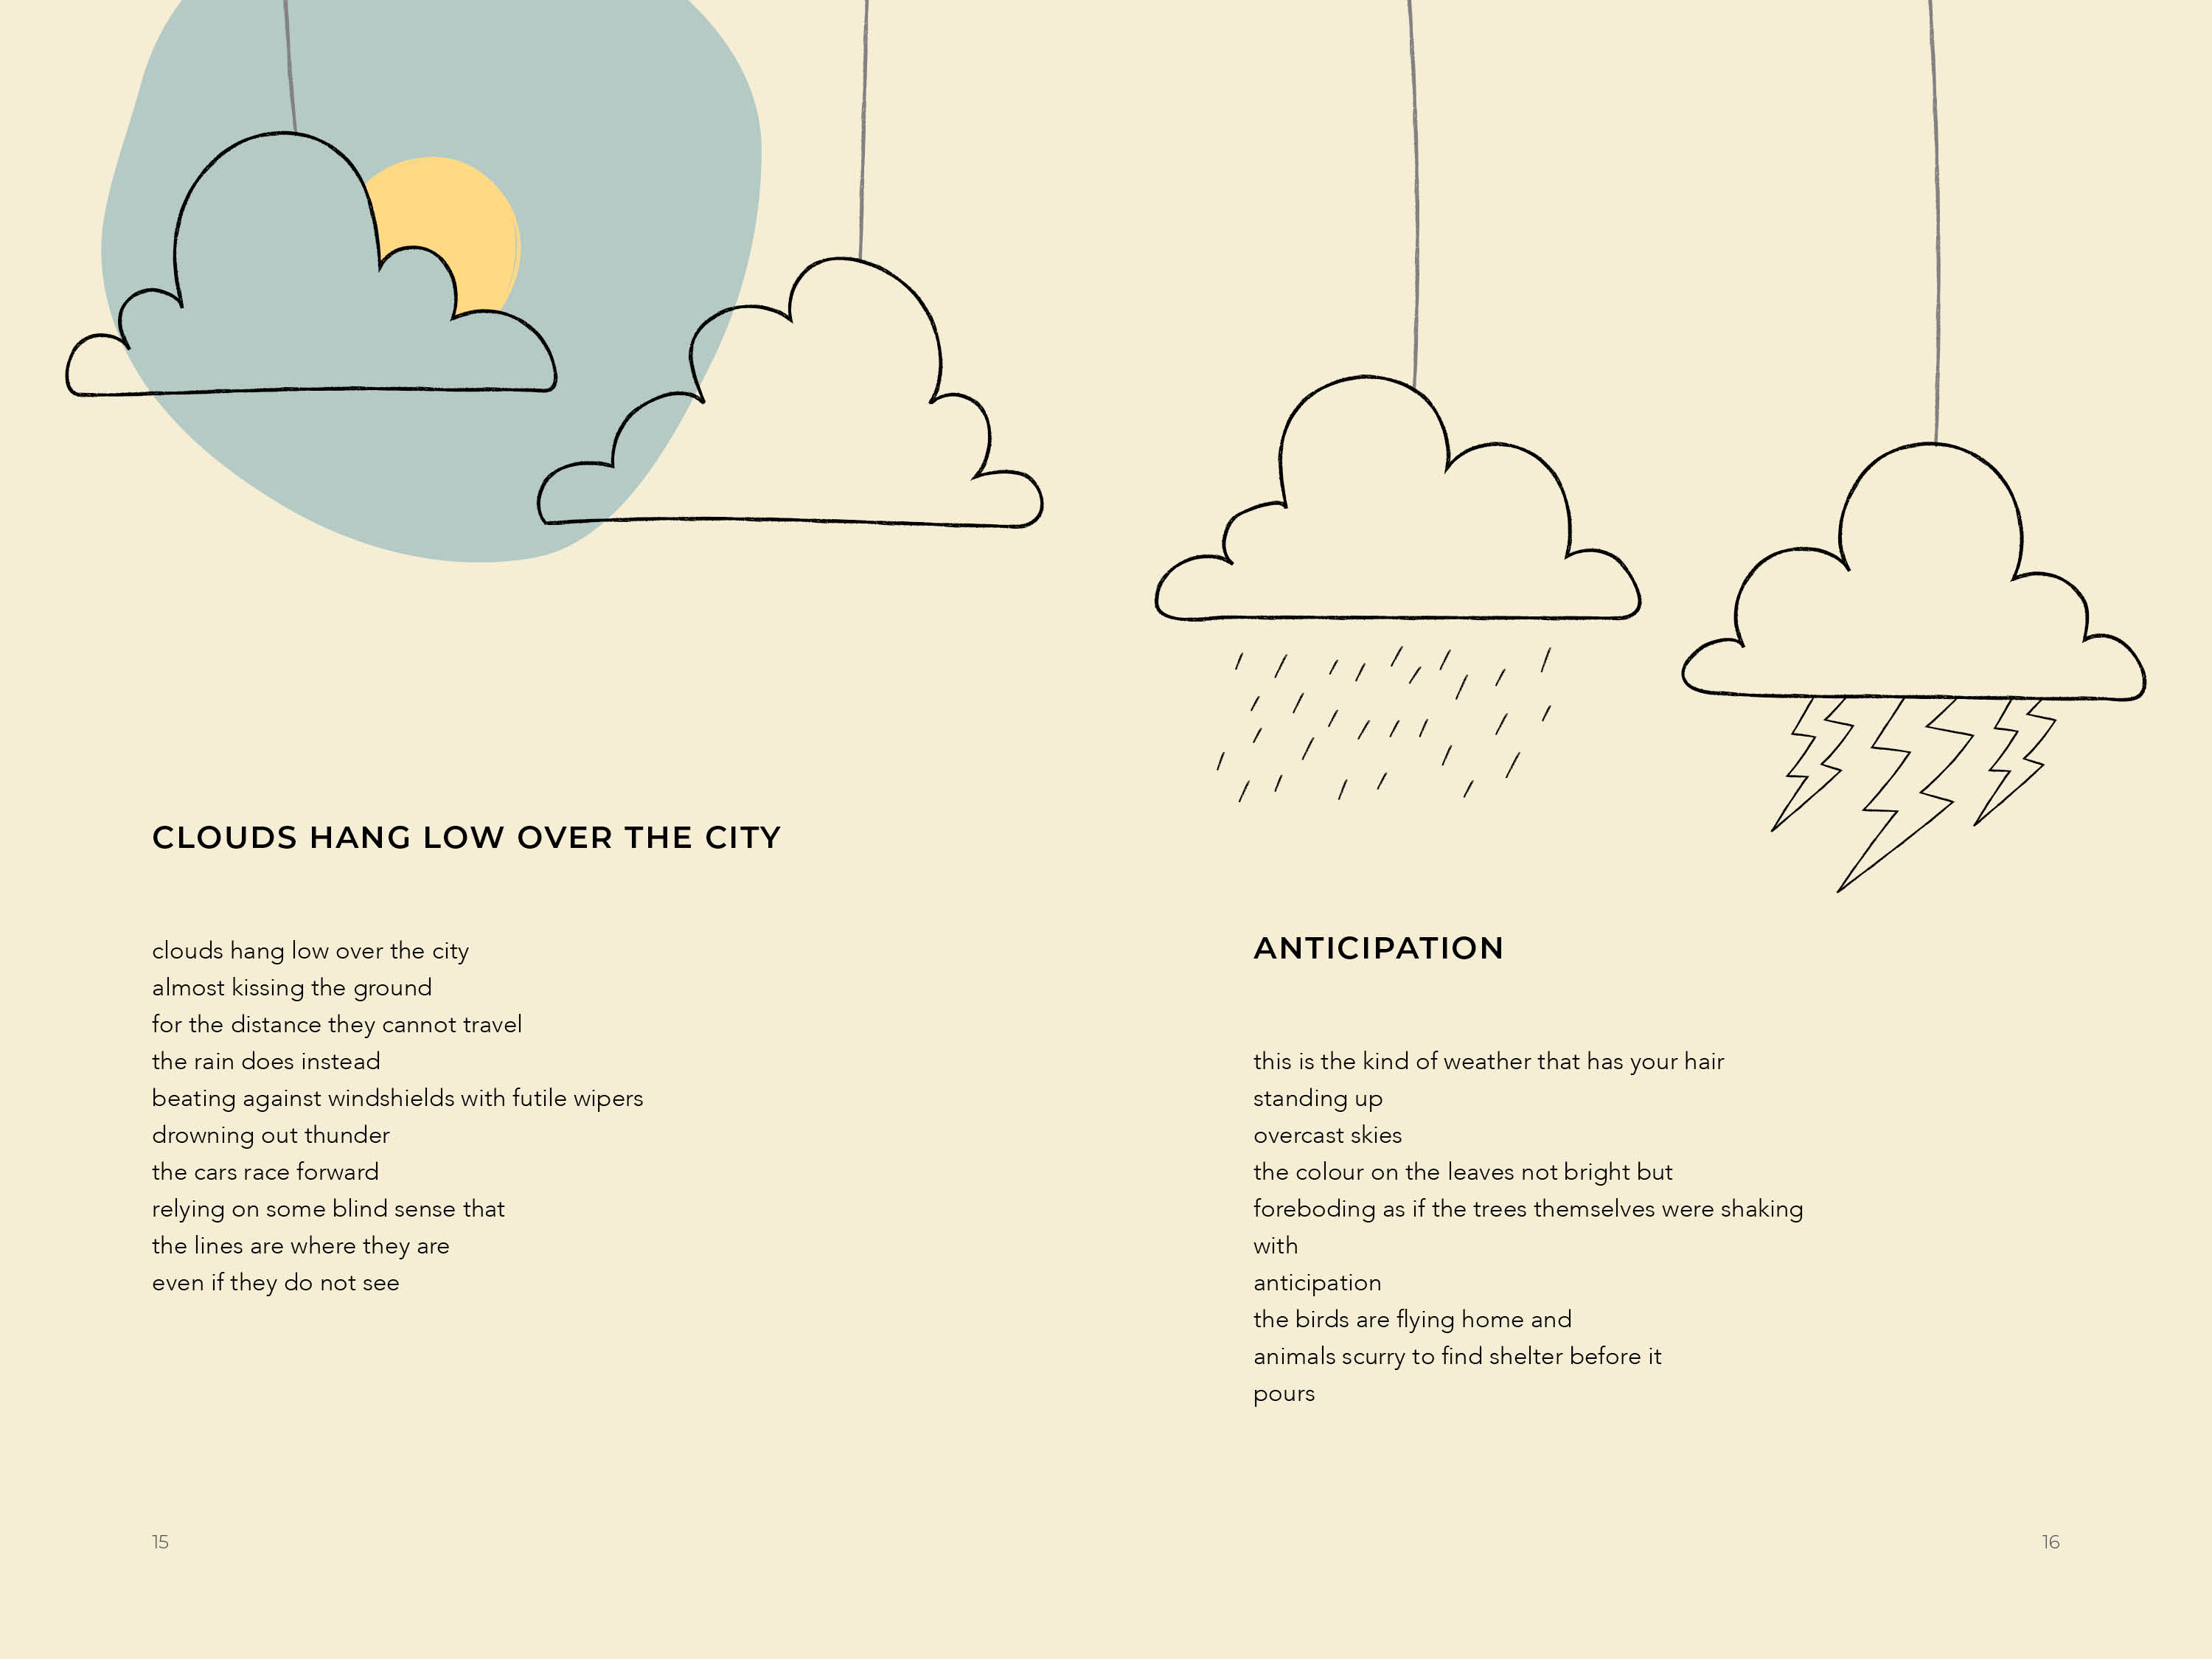 CLOUDS HANG LOW OVER THE CITY
clouds hang low over the city
almost kissing the ground
for the distance they cannot travel
the rain does instead
beating against windshields with futile wipers
drowning out thunder
the cars race forward
relying on some blind sense that
the lines are where they are
even if they do not see
15
ANTICIPATION
this is the kind of weather that has your hair
standing up
overcast skies
the colour on the leaves not bright but
foreboding as if the trees themselves were shaking
with
anticipation
the birds are flying home and
animals scurry to find shelter before it
pours
16